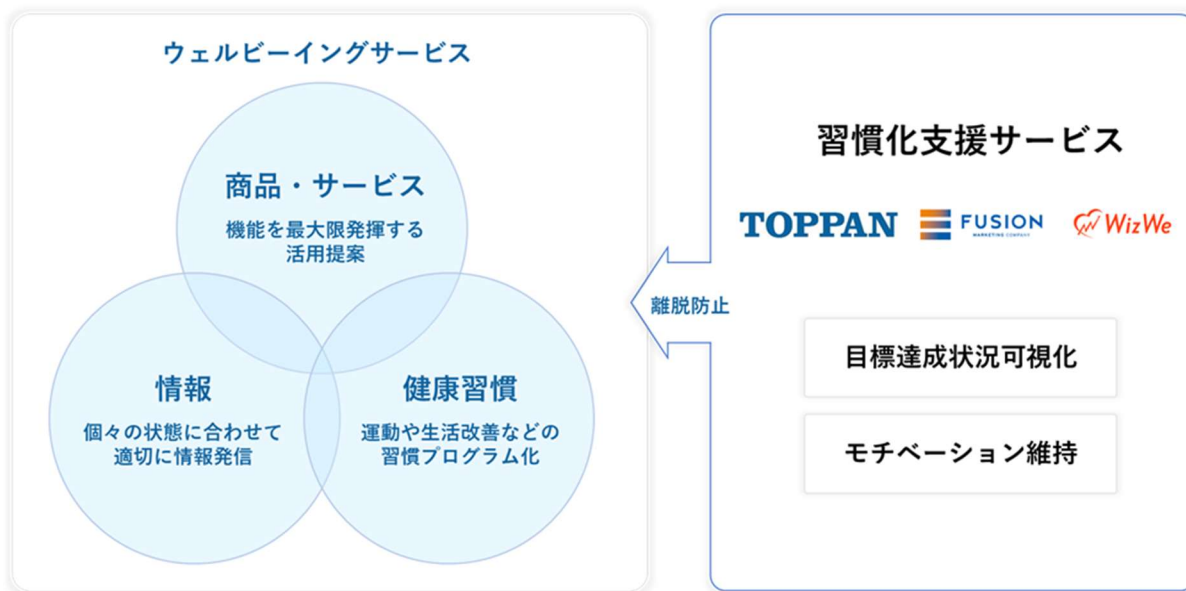 ウェルビーイングサービス
商品・サービス
機能を最大限発揮する
活用提案
情報
個々の状態に合わせて
適切に情報発信
健康習慣
運動や生活改善などの
習慣プログラム化
離脱防止
習慣化支援サービス
TOPPAN
FUSION
MARKETING COMPANY
WizWe
目標達成状況可視化
モチベーション維持